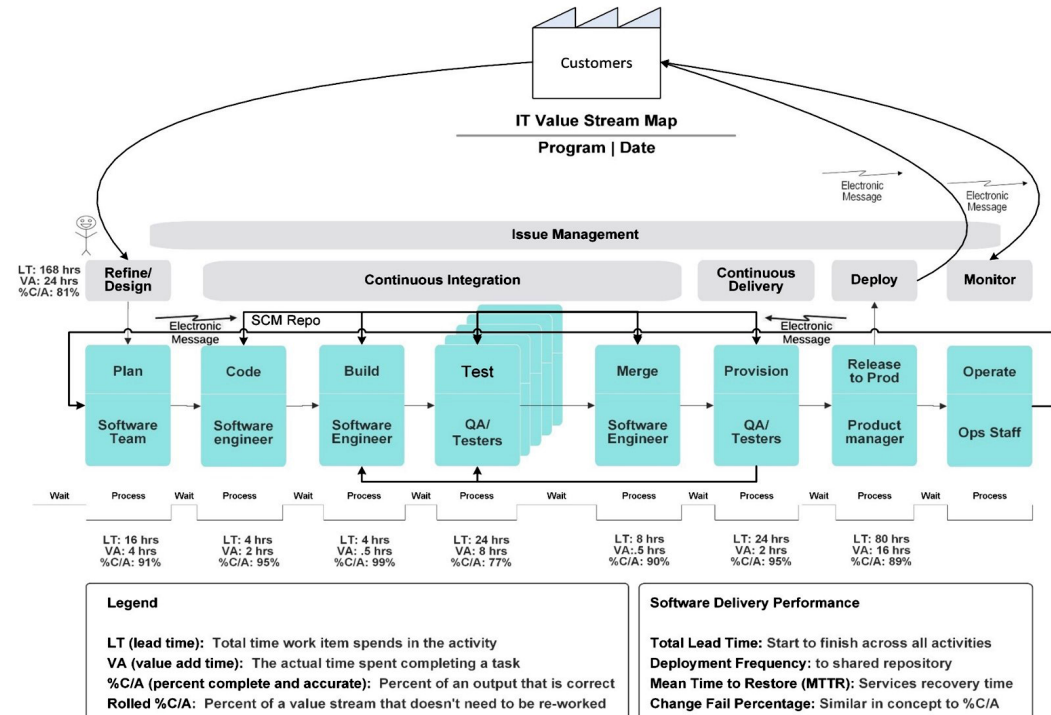 Customers
IT Value Stream Map
Program | Date
Electronic
Message
Electronic
Message
Issue Management
LT: 168 hrs
VA: 24 hrs
%C/A: 81%
Refine/
Design
Continuous Integration
Continuous
Delivery
Deploy
Monitor
Electronic
Message
SCM Repo
Electronic
Message
Plan
Software
Team
Code
Software
engineer
Build
Software
Engineer
Test
QA/
Testers
Merge
Software
Engineer
Provision
QA/
Testers
Release
to Prod
Product
manager
Operate
Ops Staff
Wait Process Wait Process Wait Process Wait Process Wait Process Wait Process Wait Process Wait Process
LT: 16 hrs
VA: 4 hrs
%C/A: 91%
LT: 4 hrs
VA: 2 hrs
%C/A: 95%
LT: 4 hrs
VA: .5 hrs
%C/A: 99%
LT: 24 hrs
VA: 8 hrs
%C/A: 77%
LT: 8 hrs
VA:.5 hrs
%C/A: 90%
LT: 24 hrs
VA: 2 hrs
%C/A: 95%
LT: 80 hrs
VA: 16 hrs
%C/A: 89%
Legend
LT (lead time): Total time work item spends in the activity
VA (value add time): The actual time spent completing a task
%C/A (percent complete and accurate): Percent of an output that is correct
Rolled %C/A: Percent of a value stream that doesn't need to be re-worked
Software Delivery Performance
Total Lead Time: Start to finish across all activities
Deployment Frequency: to shared repository
Mean Time to Restore (MTTR): Services recovery time
Change Fail Percentage: Similar in concept to %C/A